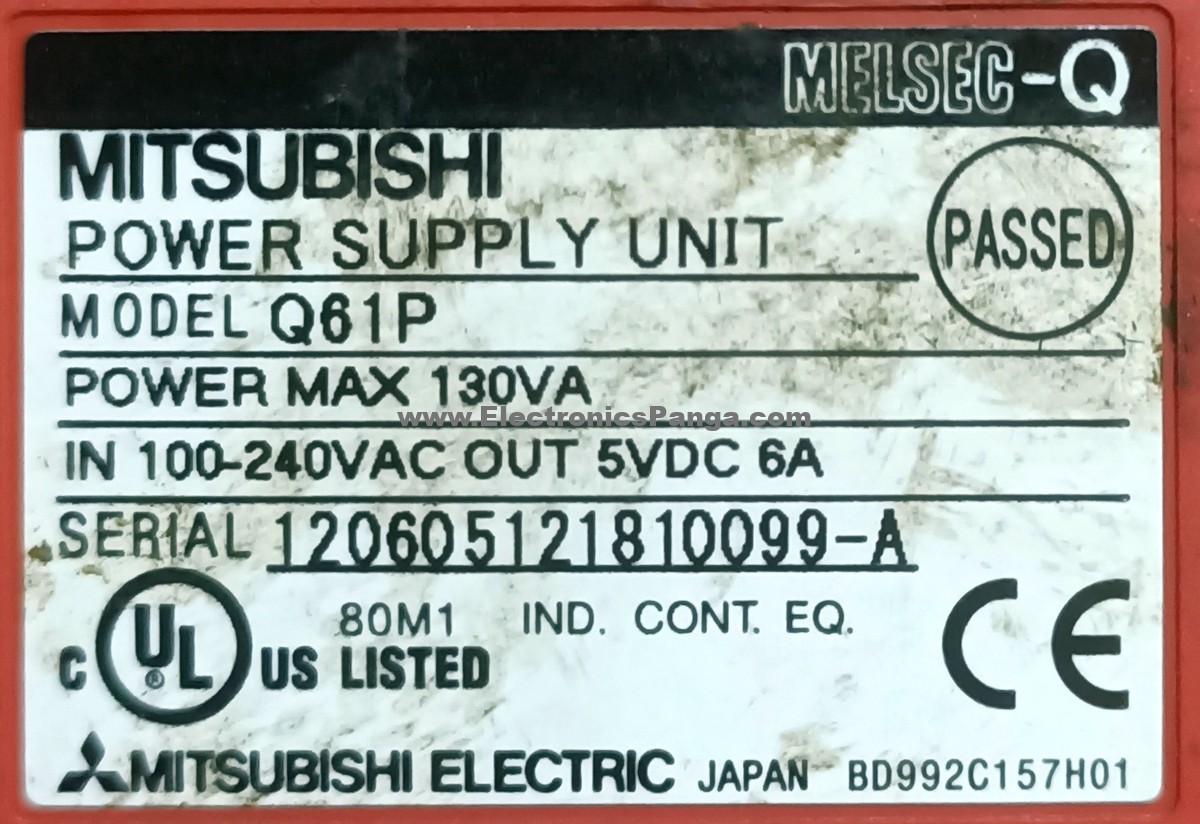 MELSEC-Q
MITSUBISHI
POWER SUPPLY UNIT
PASSED
MODEL Q61P
POWER MAX 130VA
www.ElectronicsPanga.com
IN 100-240VAC OUT 5VDC 6A
SERIAL 120605121810099-A
80M1 IND. CONT. EQ.
C UL® US LISTED
CE
MITSUBISHI ELECTRIC JAPAN BD992C157H01